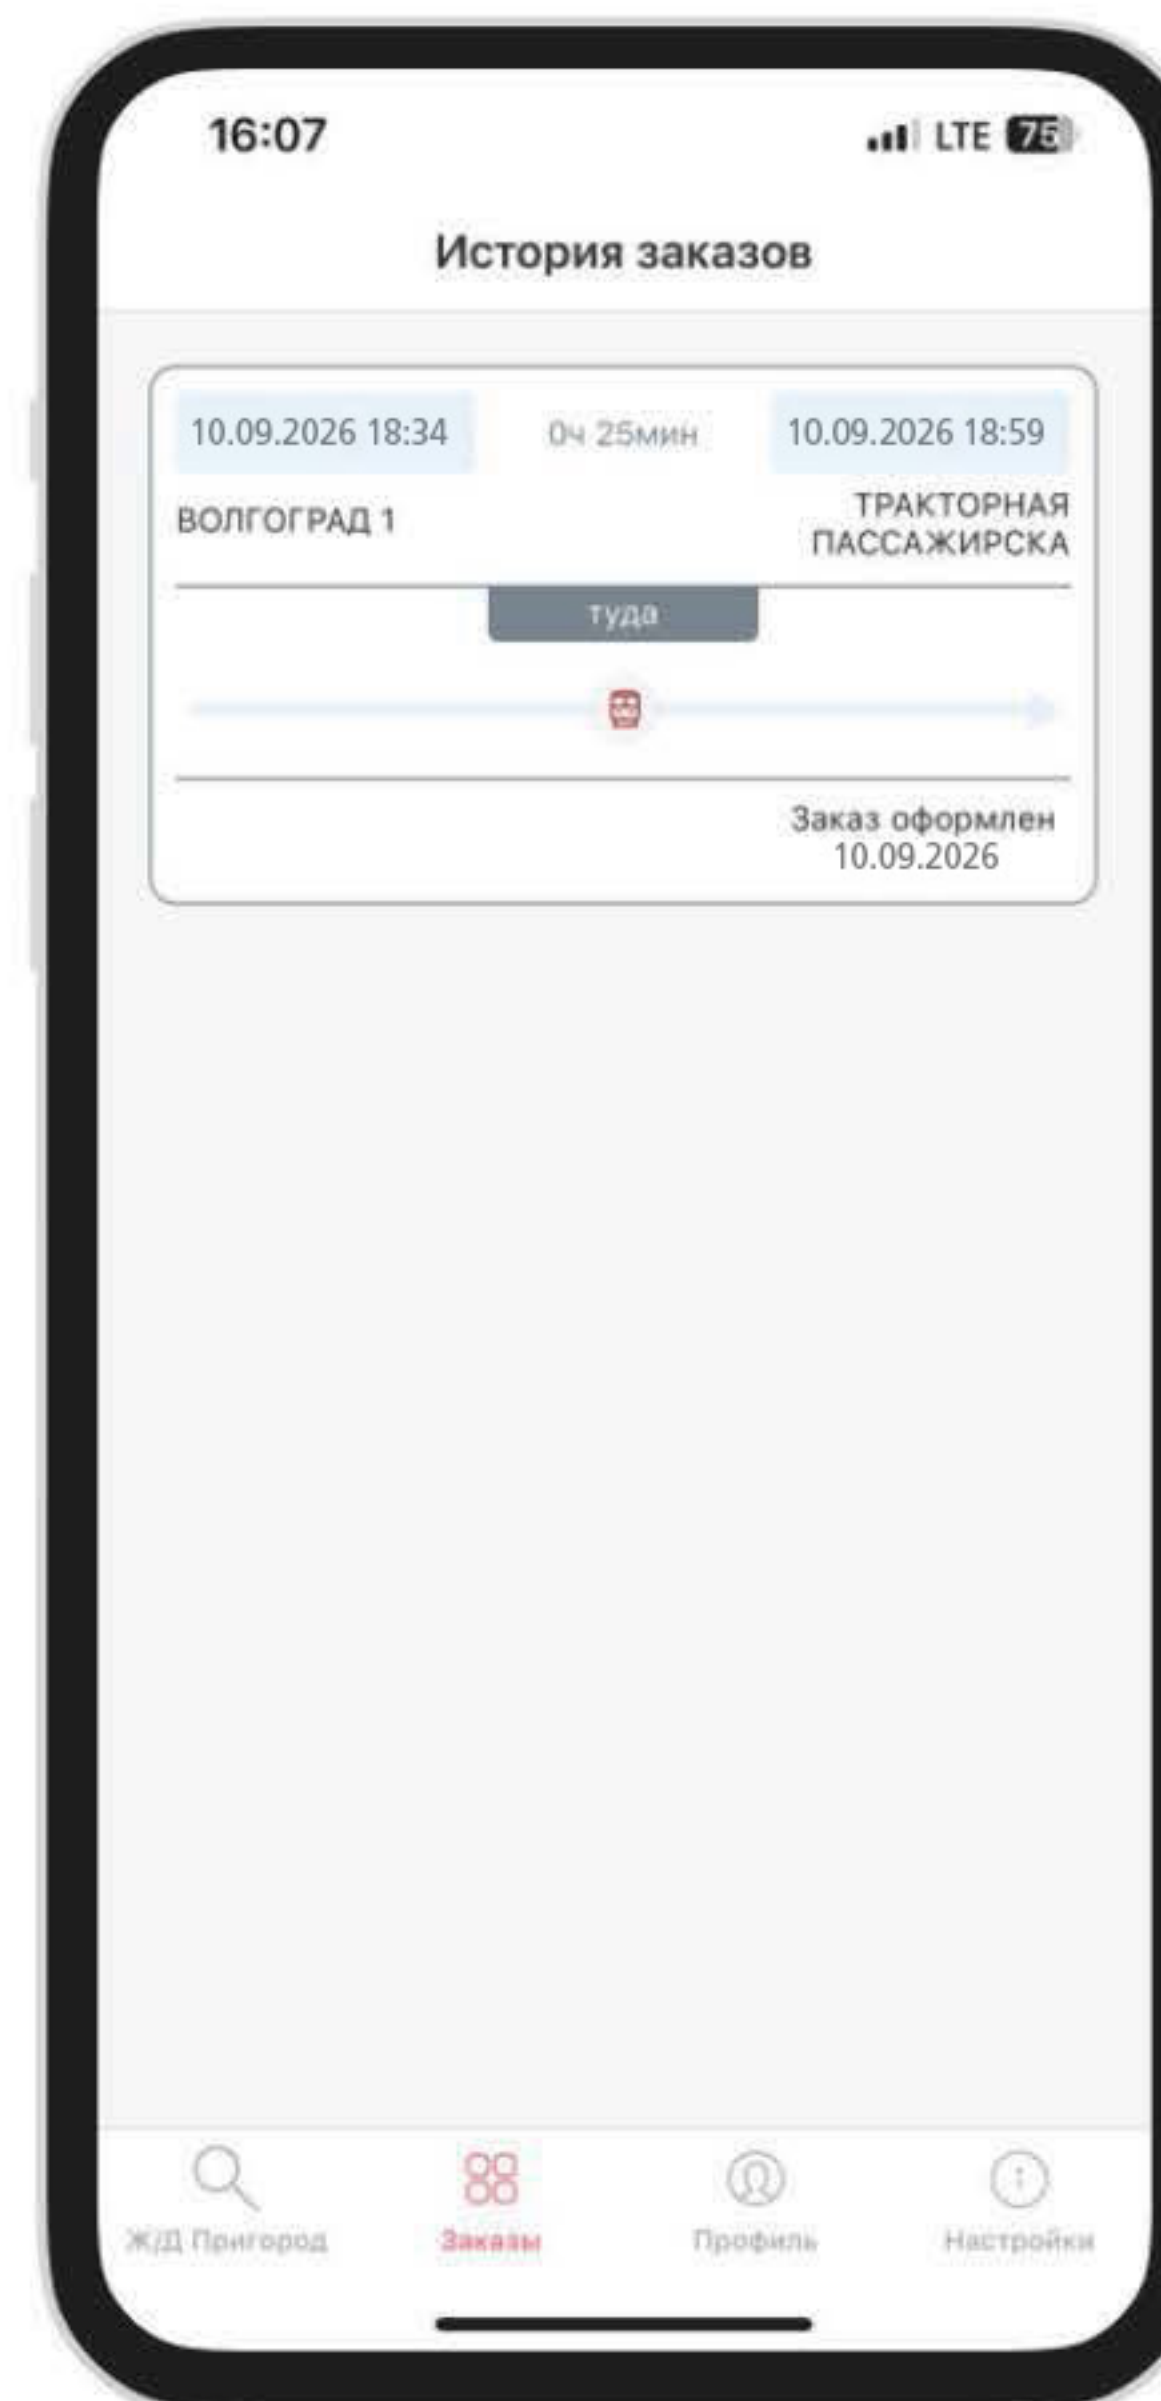 16:07 LTE 75
История заказов
10.09.2026 18:34 0ч 25мин 10.09.2026 18:59
ВОЛГОГРАД 1
ТРАКТОРНАЯ
ПАССАЖИРСКА
туда
Заказ оформлен
10.09.2026
Ж/Д Пригород Заказы Профиль Настройки